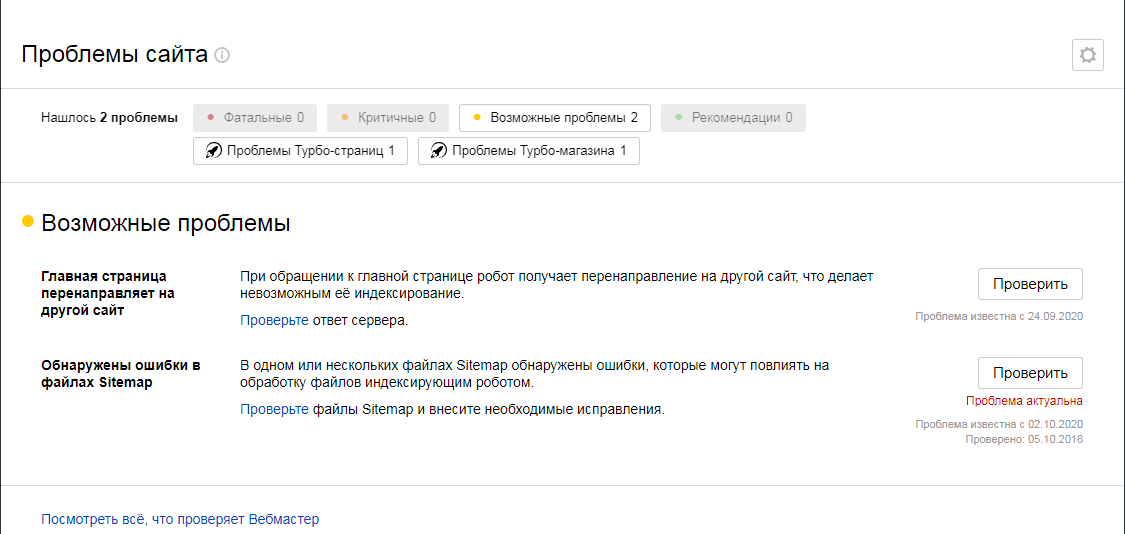 Проблемы сайта
Нашлось 2 проблемы
Фатальные 0
Критичные 0
Возможные проблемы 2
Рекомендации 0
Проблемы Турбо-страниц 1
Проблемы Турбо-магазина 1
Возможные проблемы
Главная страница
перенаправляет на
другой сайт
При обращении к главной странице робот получает перенаправление на другой сайт, что делает
невозможным её индексирование.
Проверьте ответ сервера.
Проверить
Проблема известна с 24.09.2020
Обнаружены ошибки в
файлах Sitemap
В одном или нескольких файлах Sitemap обнаружены ошибки, которые могут повлиять на
обработку файлов индексирующим роботом.
Проверьте файлы Sitemap и внесите необходимые исправления.
Проверить
Проблема актуальна
Проблема известна с 02.10.2020
Проверено: 05.10.2018
Посмотреть всё, что проверяет Вебмастер